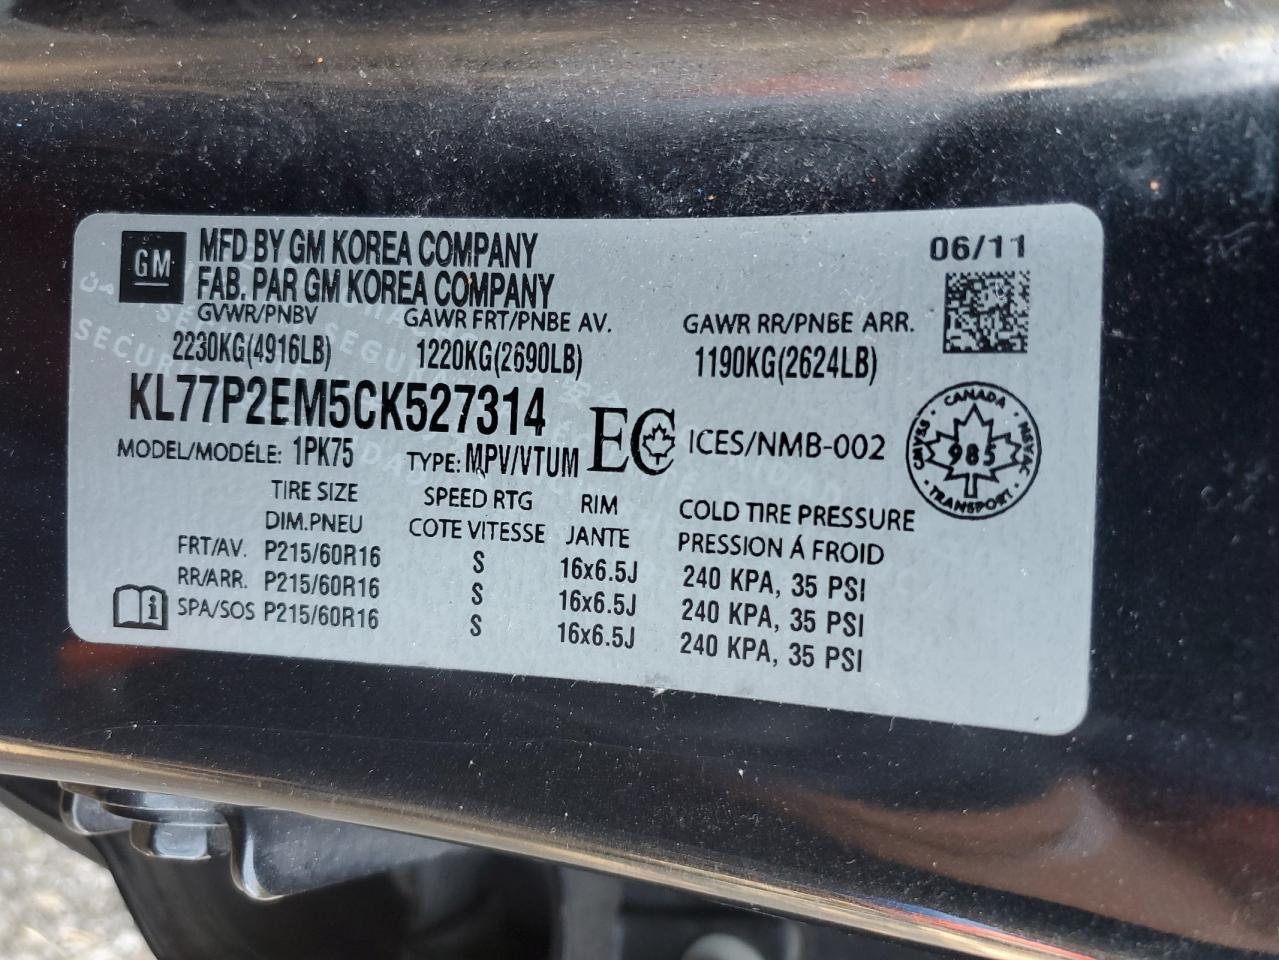 GM
MFD BY GM KOREA COMPANY
FAB. PAR GM KOREA COMPANY
06/11
GVWR/PNBV GAWR FRT/PNBE AV. GAWR RR/PNBE ARR.
2230KG(4916LB) 1220KG(2690LB) 1190KG(2624LB)
KL77P2EM5CK527314
EC ICES/NMB-002
CANADA
CMVSS 985 NSVAC
TRANSPORT
MODEL/MODÉLE: 1PK75 TYPE: MPV/VTUM
TIRE SIZE SPEED RTG RIM COLD TIRE PRESSURE
DIM.PNEU COTE VITESSE JANTE PRESSION Á FROID
FRT/AV. P215/60R16 S 16x6.5J 240 KPA, 35 PSI
RR/ARR. P215/60R16 S 16x6.5J 240 KPA, 35 PSI
SPA/SOS P215/60R16 S 16x6.5J 240 KPA, 35 PSI